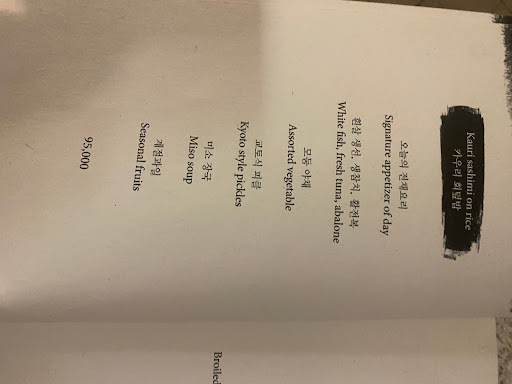 Kauri sashimi on rice
카우리 회덮밥
오늘의 전채요리
Signature appetizer of day
흰살 생선, 생참치, 활전복
White fish, fresh tuna, abalone
모둠 야채
Assorted vegetable
교토식 피클
Kyoto style pickles
미소 장국
Miso soup
계절과일
Seasonal fruits
95,000
Broiled